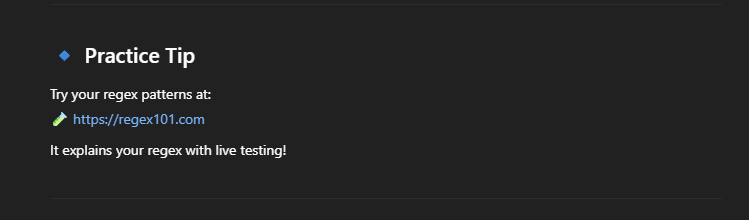 Practice Tip
Try your regex patterns at:
https://regex101.com
It explains your regex with live testing!